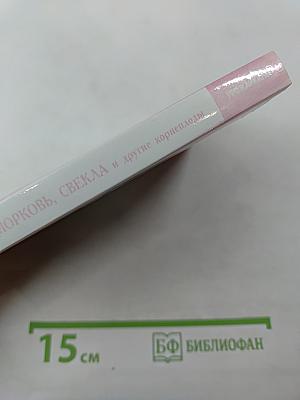 МОРКОВЬ, СВЕКЛА и другие корнеплоды
15 см
БФ БИБЛИОФАН